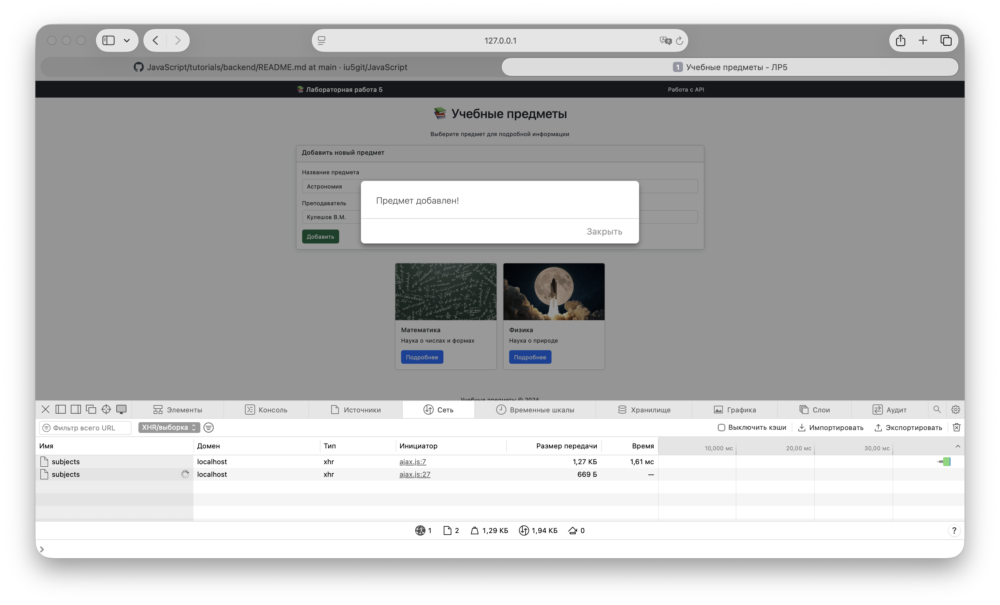 127.0.0.1
JavaScript/tutorials/backend/README.md at main · iu5git/JavaScript
1 Учебные предметы - ЛР5
Лабораторная работа 5
Работа с API
Учебные предметы
Выберите предмет для подробной информации
Добавить новый предмет
Название предмета
Астрономия
Преподаватель
Кулешов В.М.
Добавить
Предмет добавлен!
Закрыть
Математика
Наука о числах и формах
Подробнее
Физика
Наука о природе
Подробнее
Учебные предметы © 2024
Элементы
Консоль
Источники
Сеть
Временные шкалы
Хранилище
Графика
Слои
Аудит
Фильтр всего URL
XHR/выборка
Выключить кэши
Импортировать
Экспортировать
Имя Домен Тип Инициатор Размер передачи Время 10,000 мс 20,00 мс 30,00 мс
subjects localhost xhr ajax.js:7 1,27 КБ 1,61 мс
subjects localhost xhr ajax.js:27 669 Б —
1 2 1,29 КБ 1,94 КБ 0
?